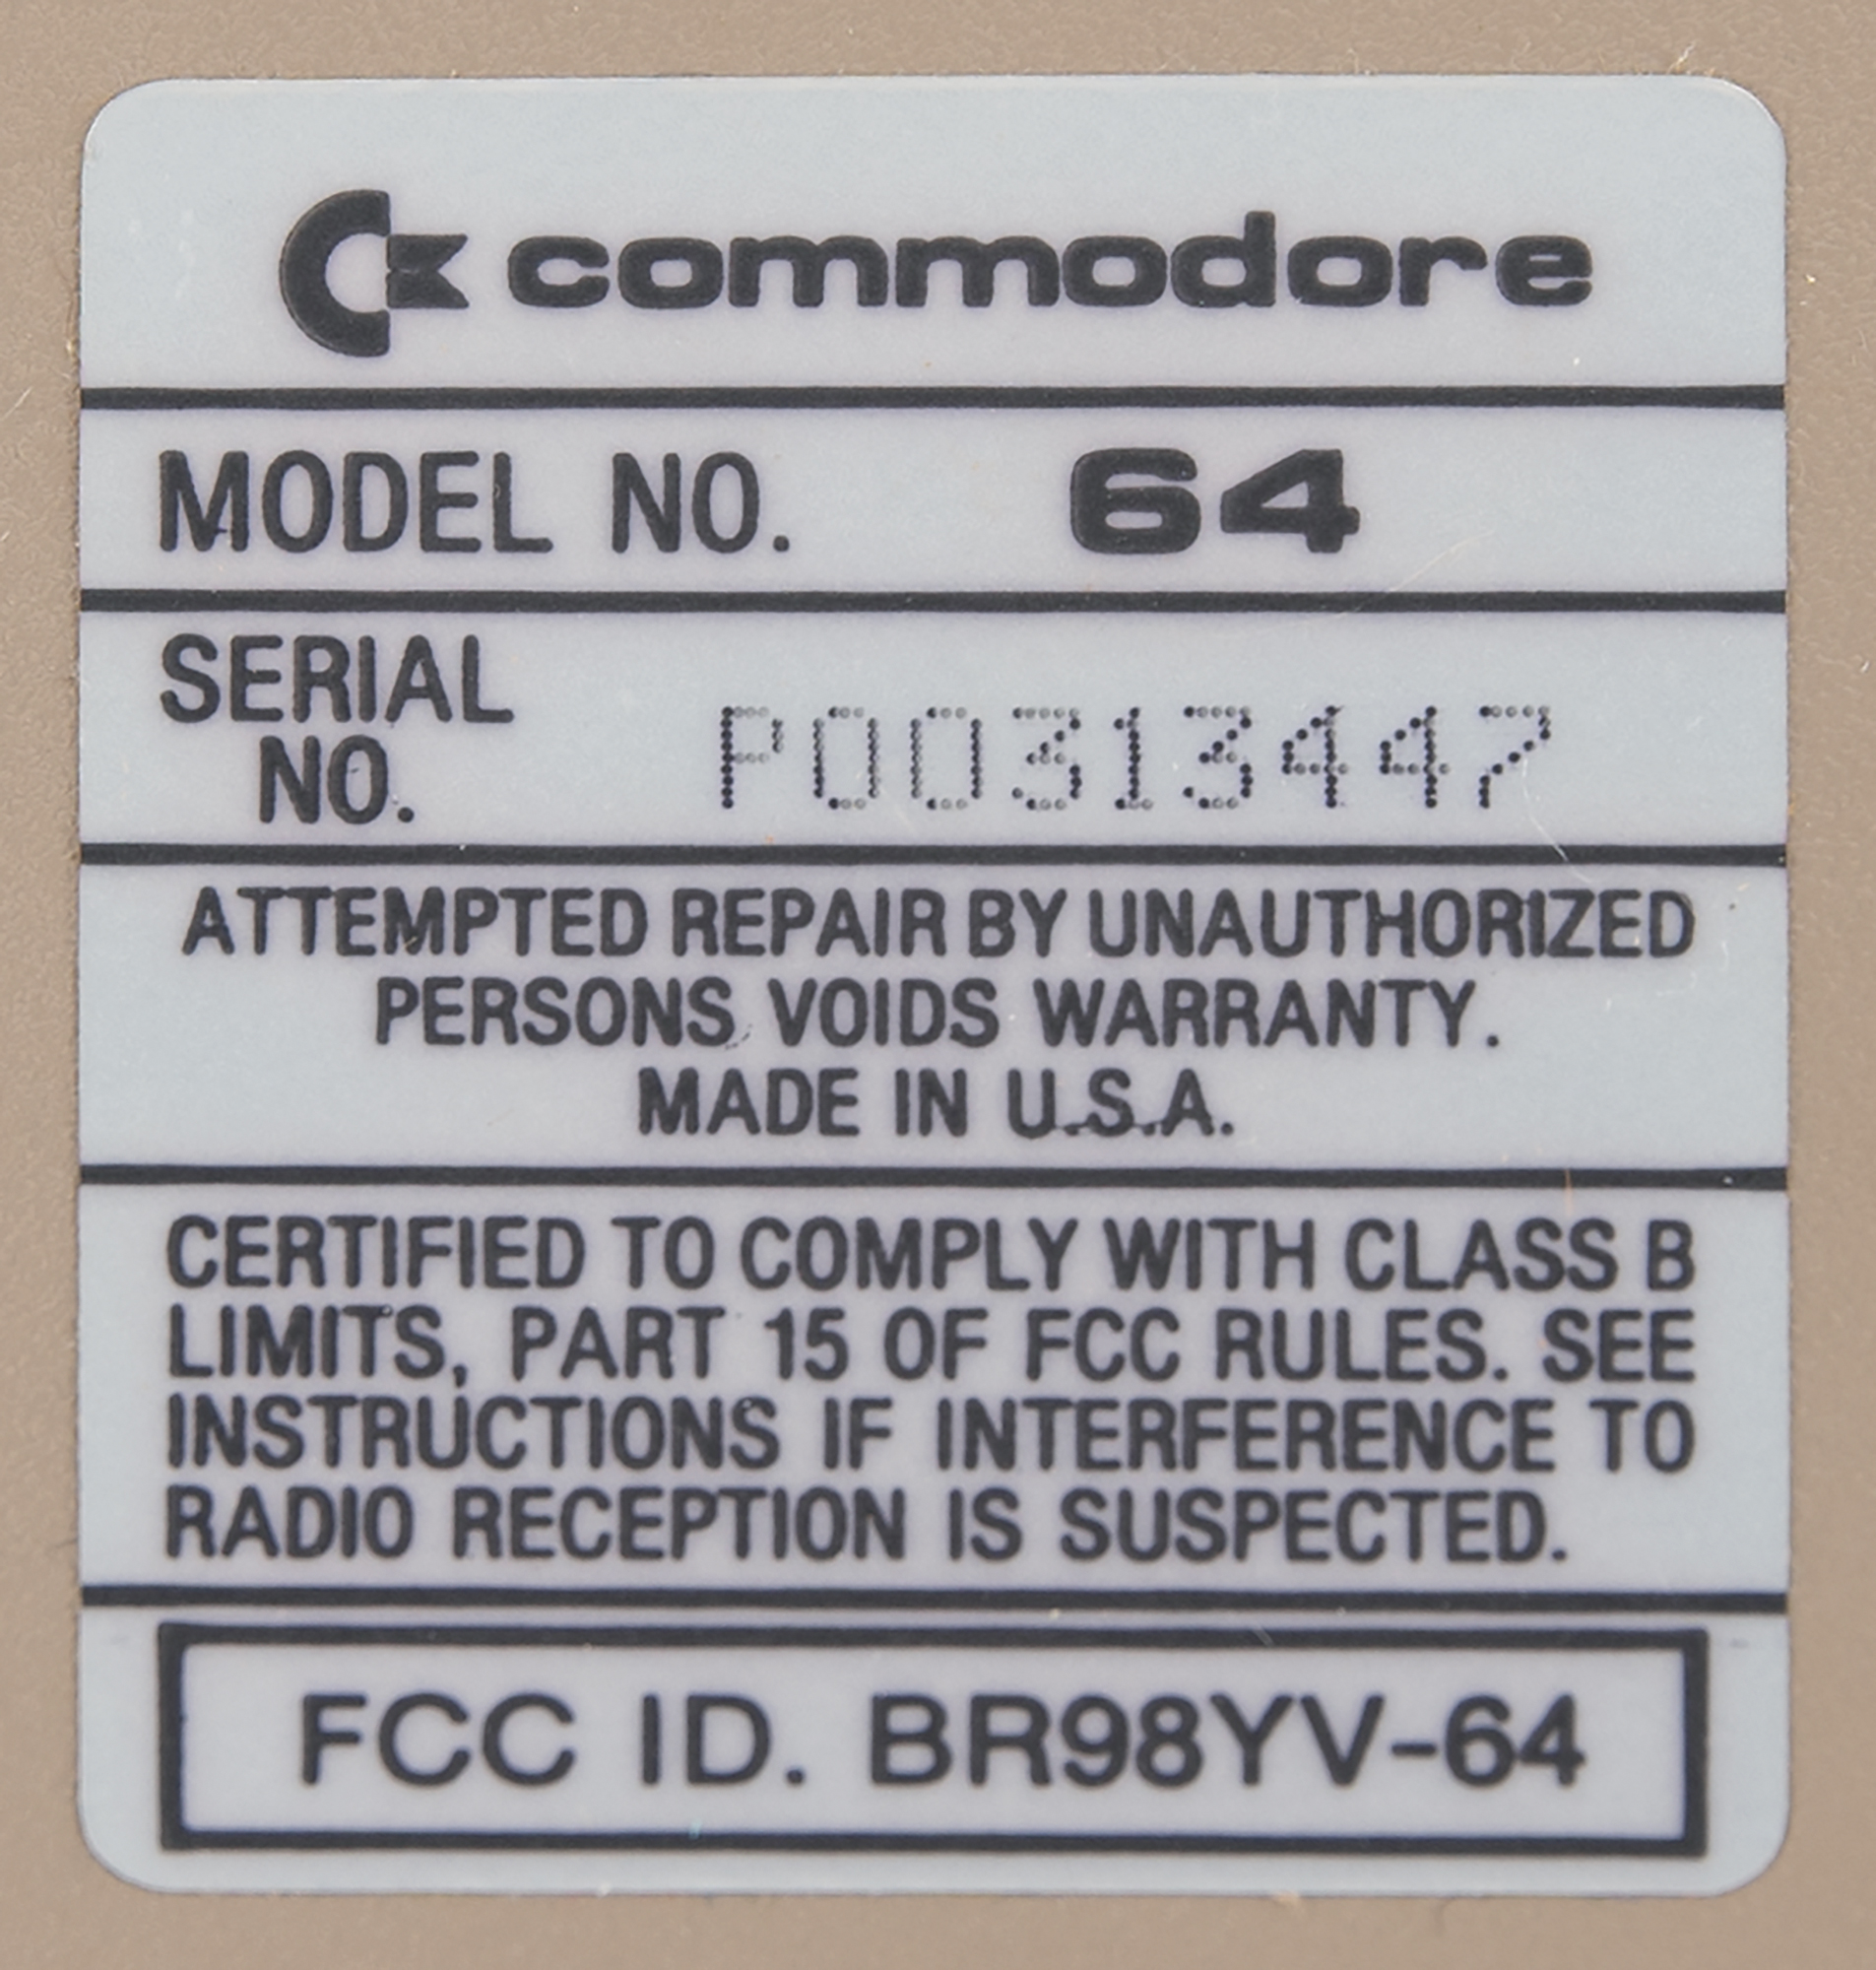 commodore
MODEL NO. 64
SERIAL
NO. P00313447
ATTEMPTED REPAIR BY UNAUTHORIZED
PERSONS VOIDS WARRANTY.
MADE IN U.S.A.
CERTIFIED TO COMPLY WITH CLASS B
LIMITS, PART 15 OF FCC RULES. SEE
INSTRUCTIONS IF INTERFERENCE TO
RADIO RECEPTION IS SUSPECTED.
FCC ID. BR98YV-64